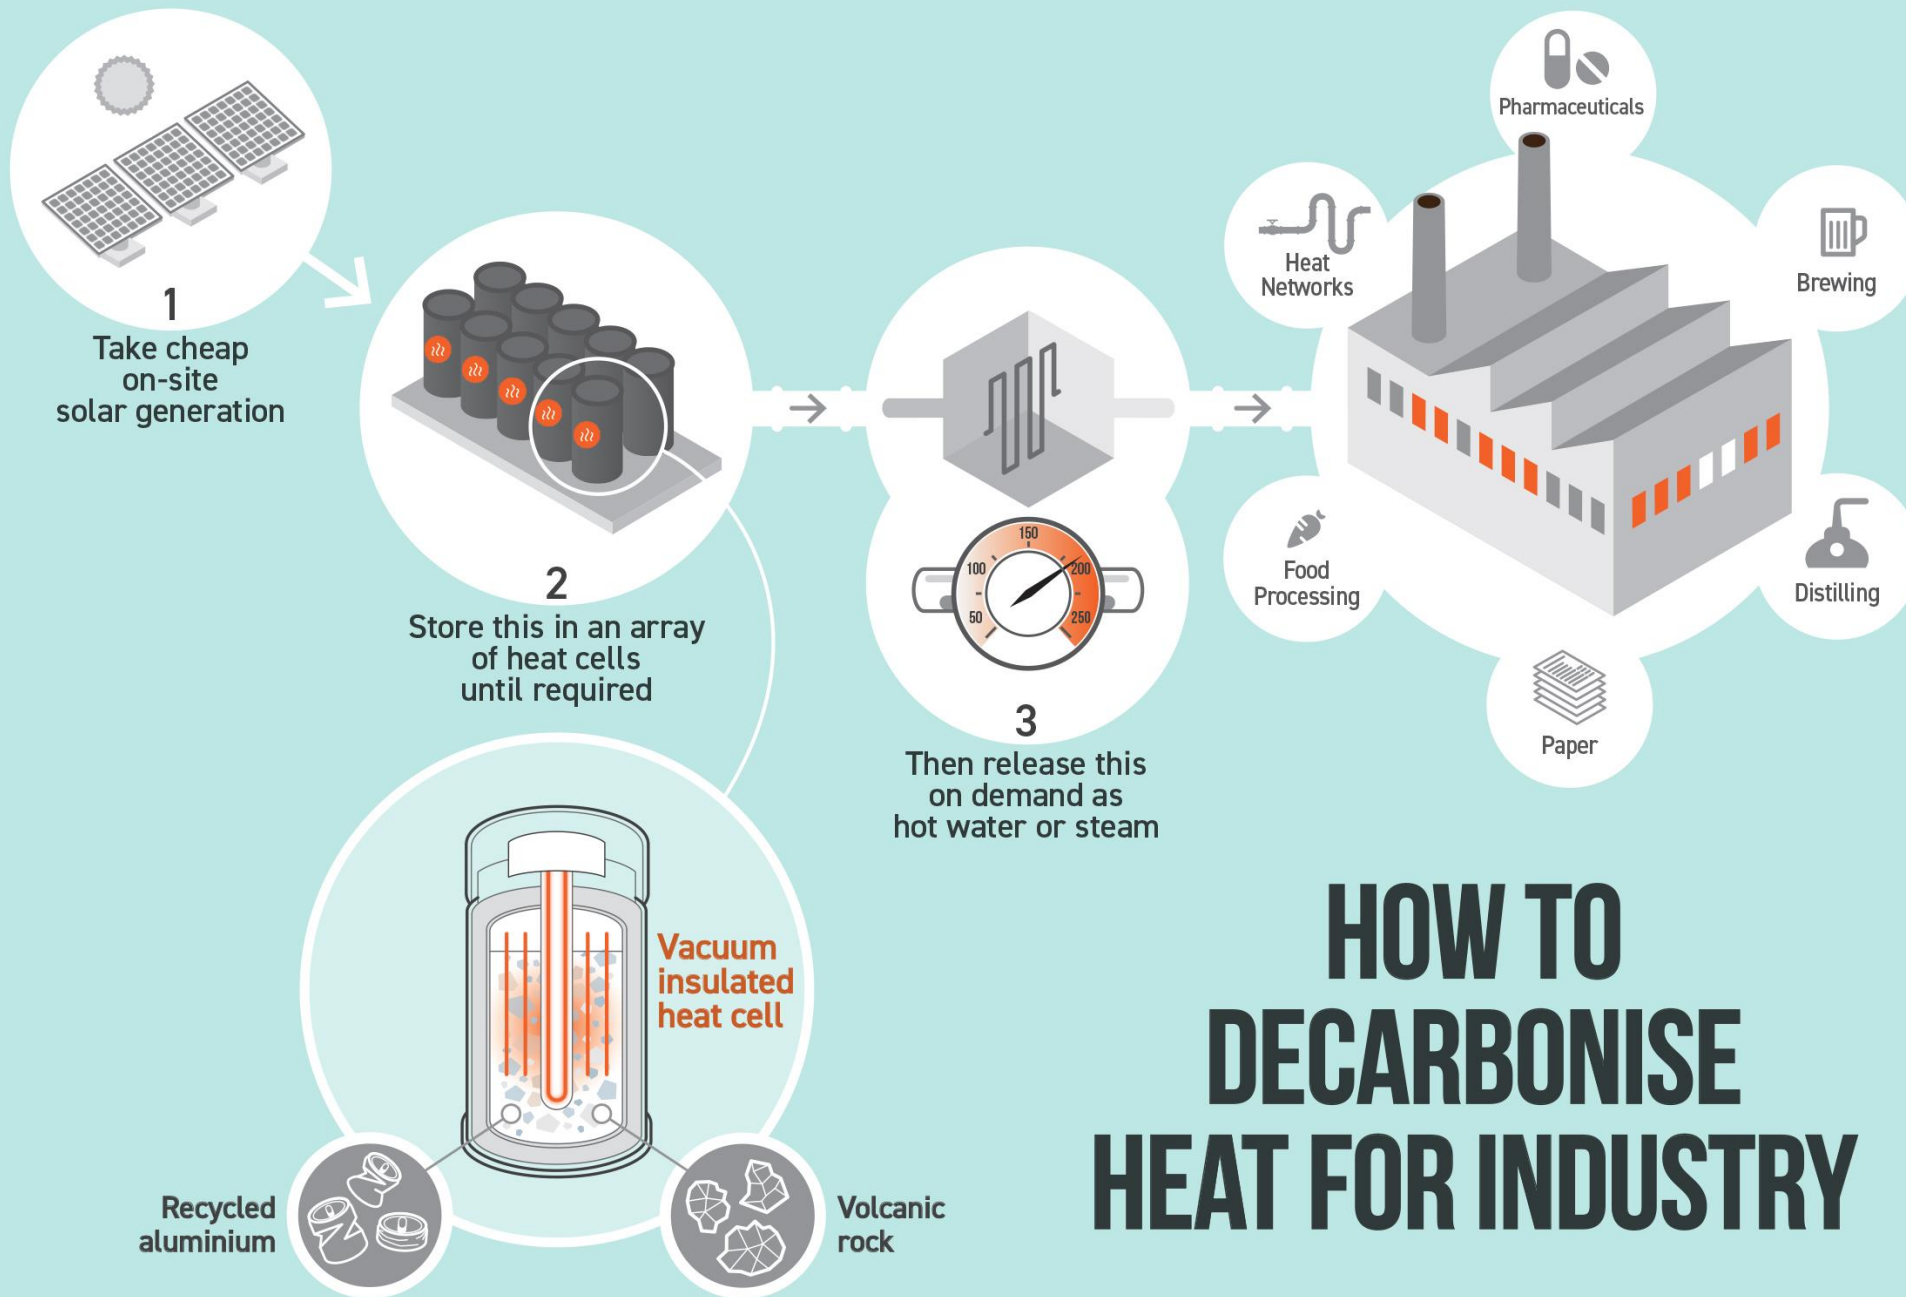 1
Take cheap
on-site
solar generation
2
Store this in an array
of heat cells
until required
3
Then release this
on demand as
hot water or steam
50
100
150
200
250
Pharmaceuticals
Heat
Networks
Brewing
Food
Processing
Distilling
Paper
Vacuum
insulated
heat cell
Recycled
aluminium
Volcanic
rock
HOW TO
DECARBONISE
HEAT FOR INDUSTRY